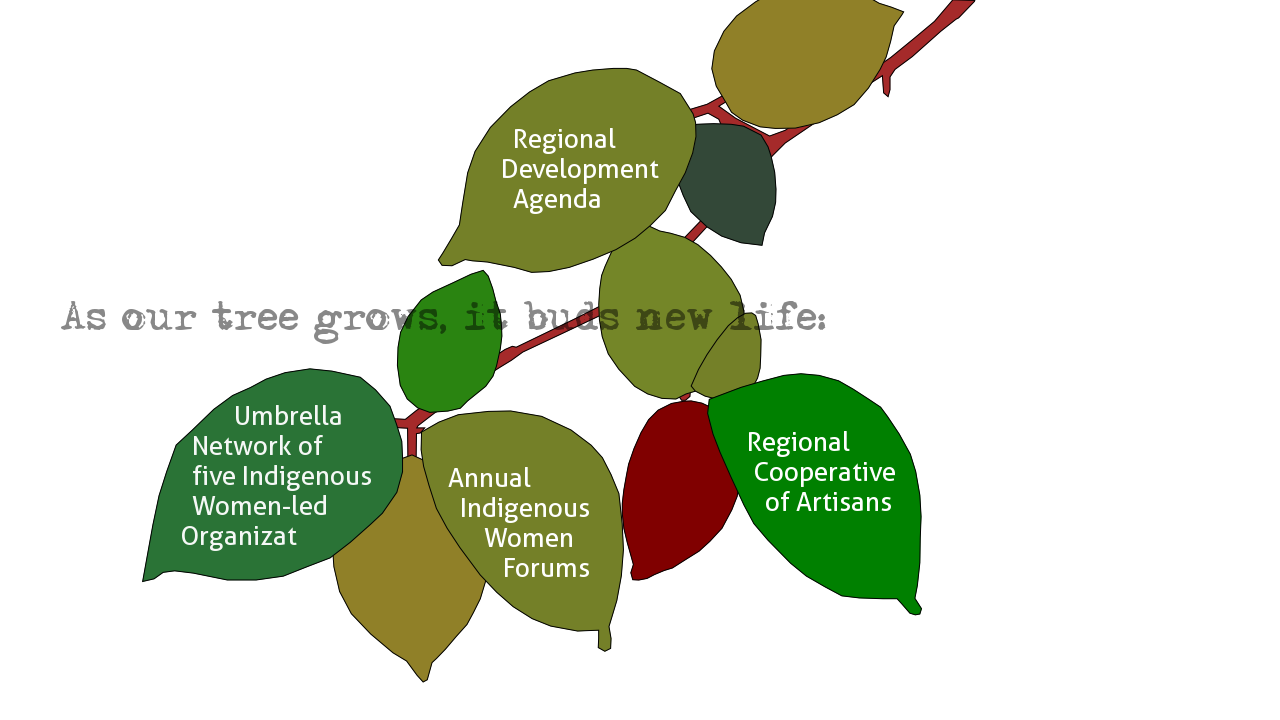 Regional
Development
Agenda
As our tree grows, it buds new life:
Umbrella
Network of
five Indigenous
Women-led
Organizat
Annual
Indigenous
Women
Forums
Regional
Cooperative
of Artisans